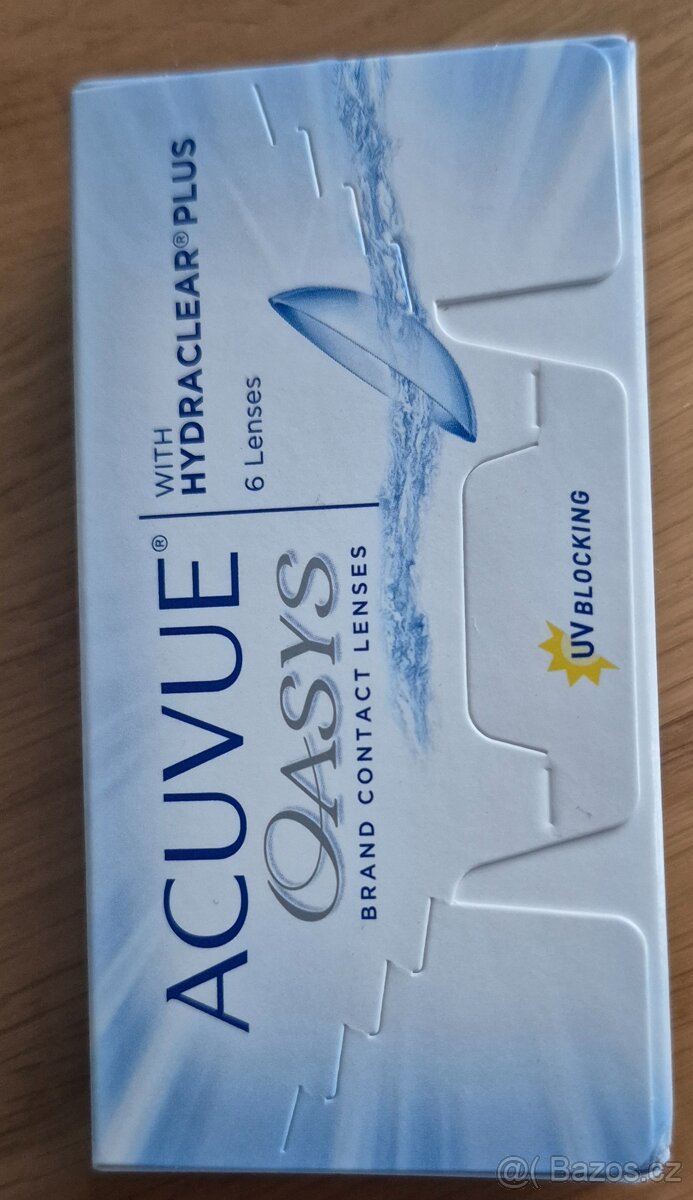 ACUVUE®
OASYS
BRAND CONTACT LENSES
WITH
HYDRACLEAR® PLUS
6 Lenses
UV BLOCKING
@( Bazos.cz